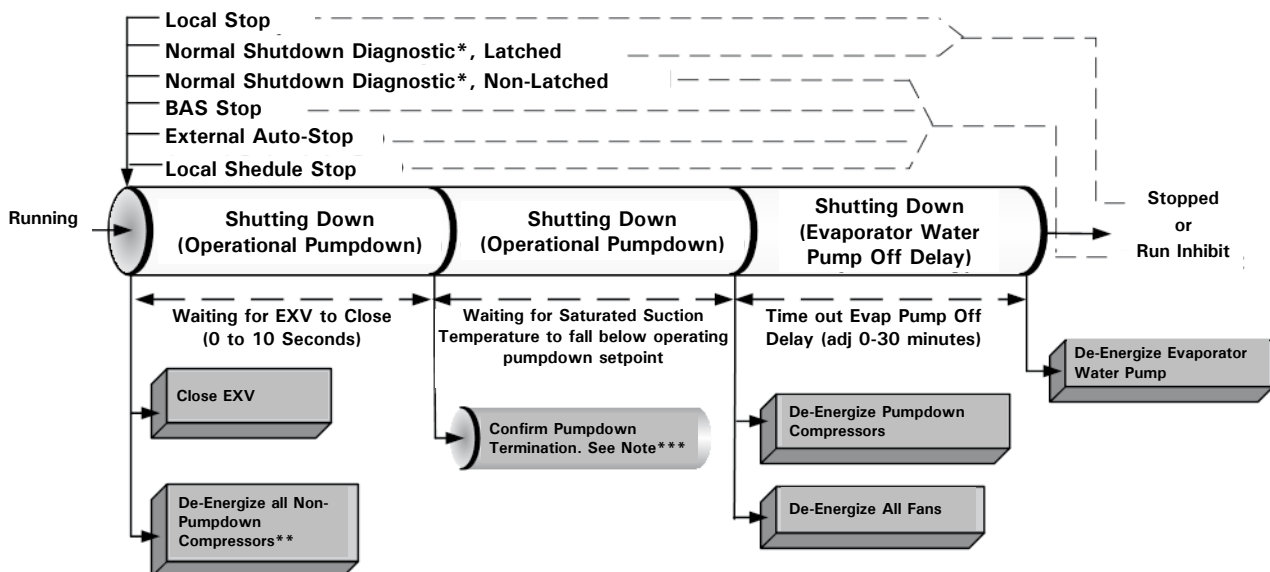 Local Stop
Normal Shutdown Diagnostic*, Latched
Normal Shutdown Diagnostic*, Non-Latched
BAS Stop
External Auto-Stop
Local Shedule Stop
Running
Shutting Down
(Operational Pumpdown)
Shutting Down
(Operational Pumpdown)
Shutting Down
(Evaporator Water
Pump Off Delay)
Stopped
or
Run Inhibit
Waiting for EXV to Close
(0 to 10 Seconds)
Waiting for Saturated Suction
Temperature to fall below operating
pumpdown setpoint
Time out Evap Pump Off
Delay (adj 0-30 minutes)
De-Energize Evaporator
Water Pump
Close EXV
Confirm Pumpdown
Termination. See Note***
De-Energize Pumpdown
Compressors
De-Energize all Non-
Pumpdown
Compressors**
De-Energize All Fans